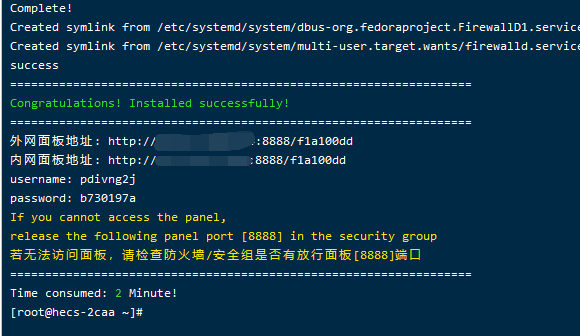 Complete!
Created symlink from /etc/systemd/system/dbus-org.fedoraproject.FirewallD1.service
Created symlink from /etc/systemd/system/multi-user.target.wants/firewalld.service
success
==================================================================
Congratulations! Installed successfully!
==================================================================
外网面板地址: http://:8888/f1a100dd
内网面板地址: http://:8888/f1a100dd
username: pdivng2j
password: b730197a
If you cannot access the panel,
release the following panel port [8888] in the security group
若无法访问面板，请检查防火墙/安全组是否有放行面板[8888]端口
==================================================================
Time consumed: 2 Minute!
[root@hecs-2caa ~]#